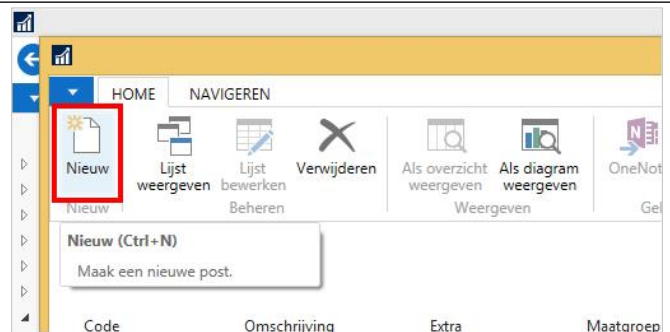 HOME NAVIGEREN
Nieuw Lijst Lijst Verwijderen Als overzicht Als diagram
weergeven bewerken weergeven weergeven
Nieuw Beheren Weergeven
Nieuw (Ctrl+N)
Maak een nieuwe post.
Code Omschrijving Extra Maatgroep